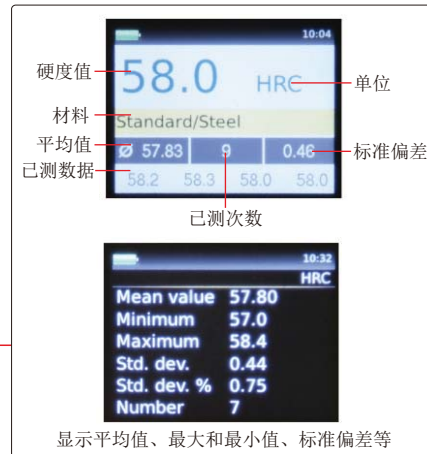 10:04
硬度值
58.0 HRC
单位
材料
Standard/Steel
平均值
Ø 57.83 9 0.46
标准偏差
已测数据
58.2 58.3 58.0 58.0
已测次数
10:32
HRC
Mean value 57.80
Minimum 57.0
Maximum 58.4
Std. dev. 0.44
Std. dev. % 0.75
Number 7
显示平均值、最大和最小值、标准偏差等